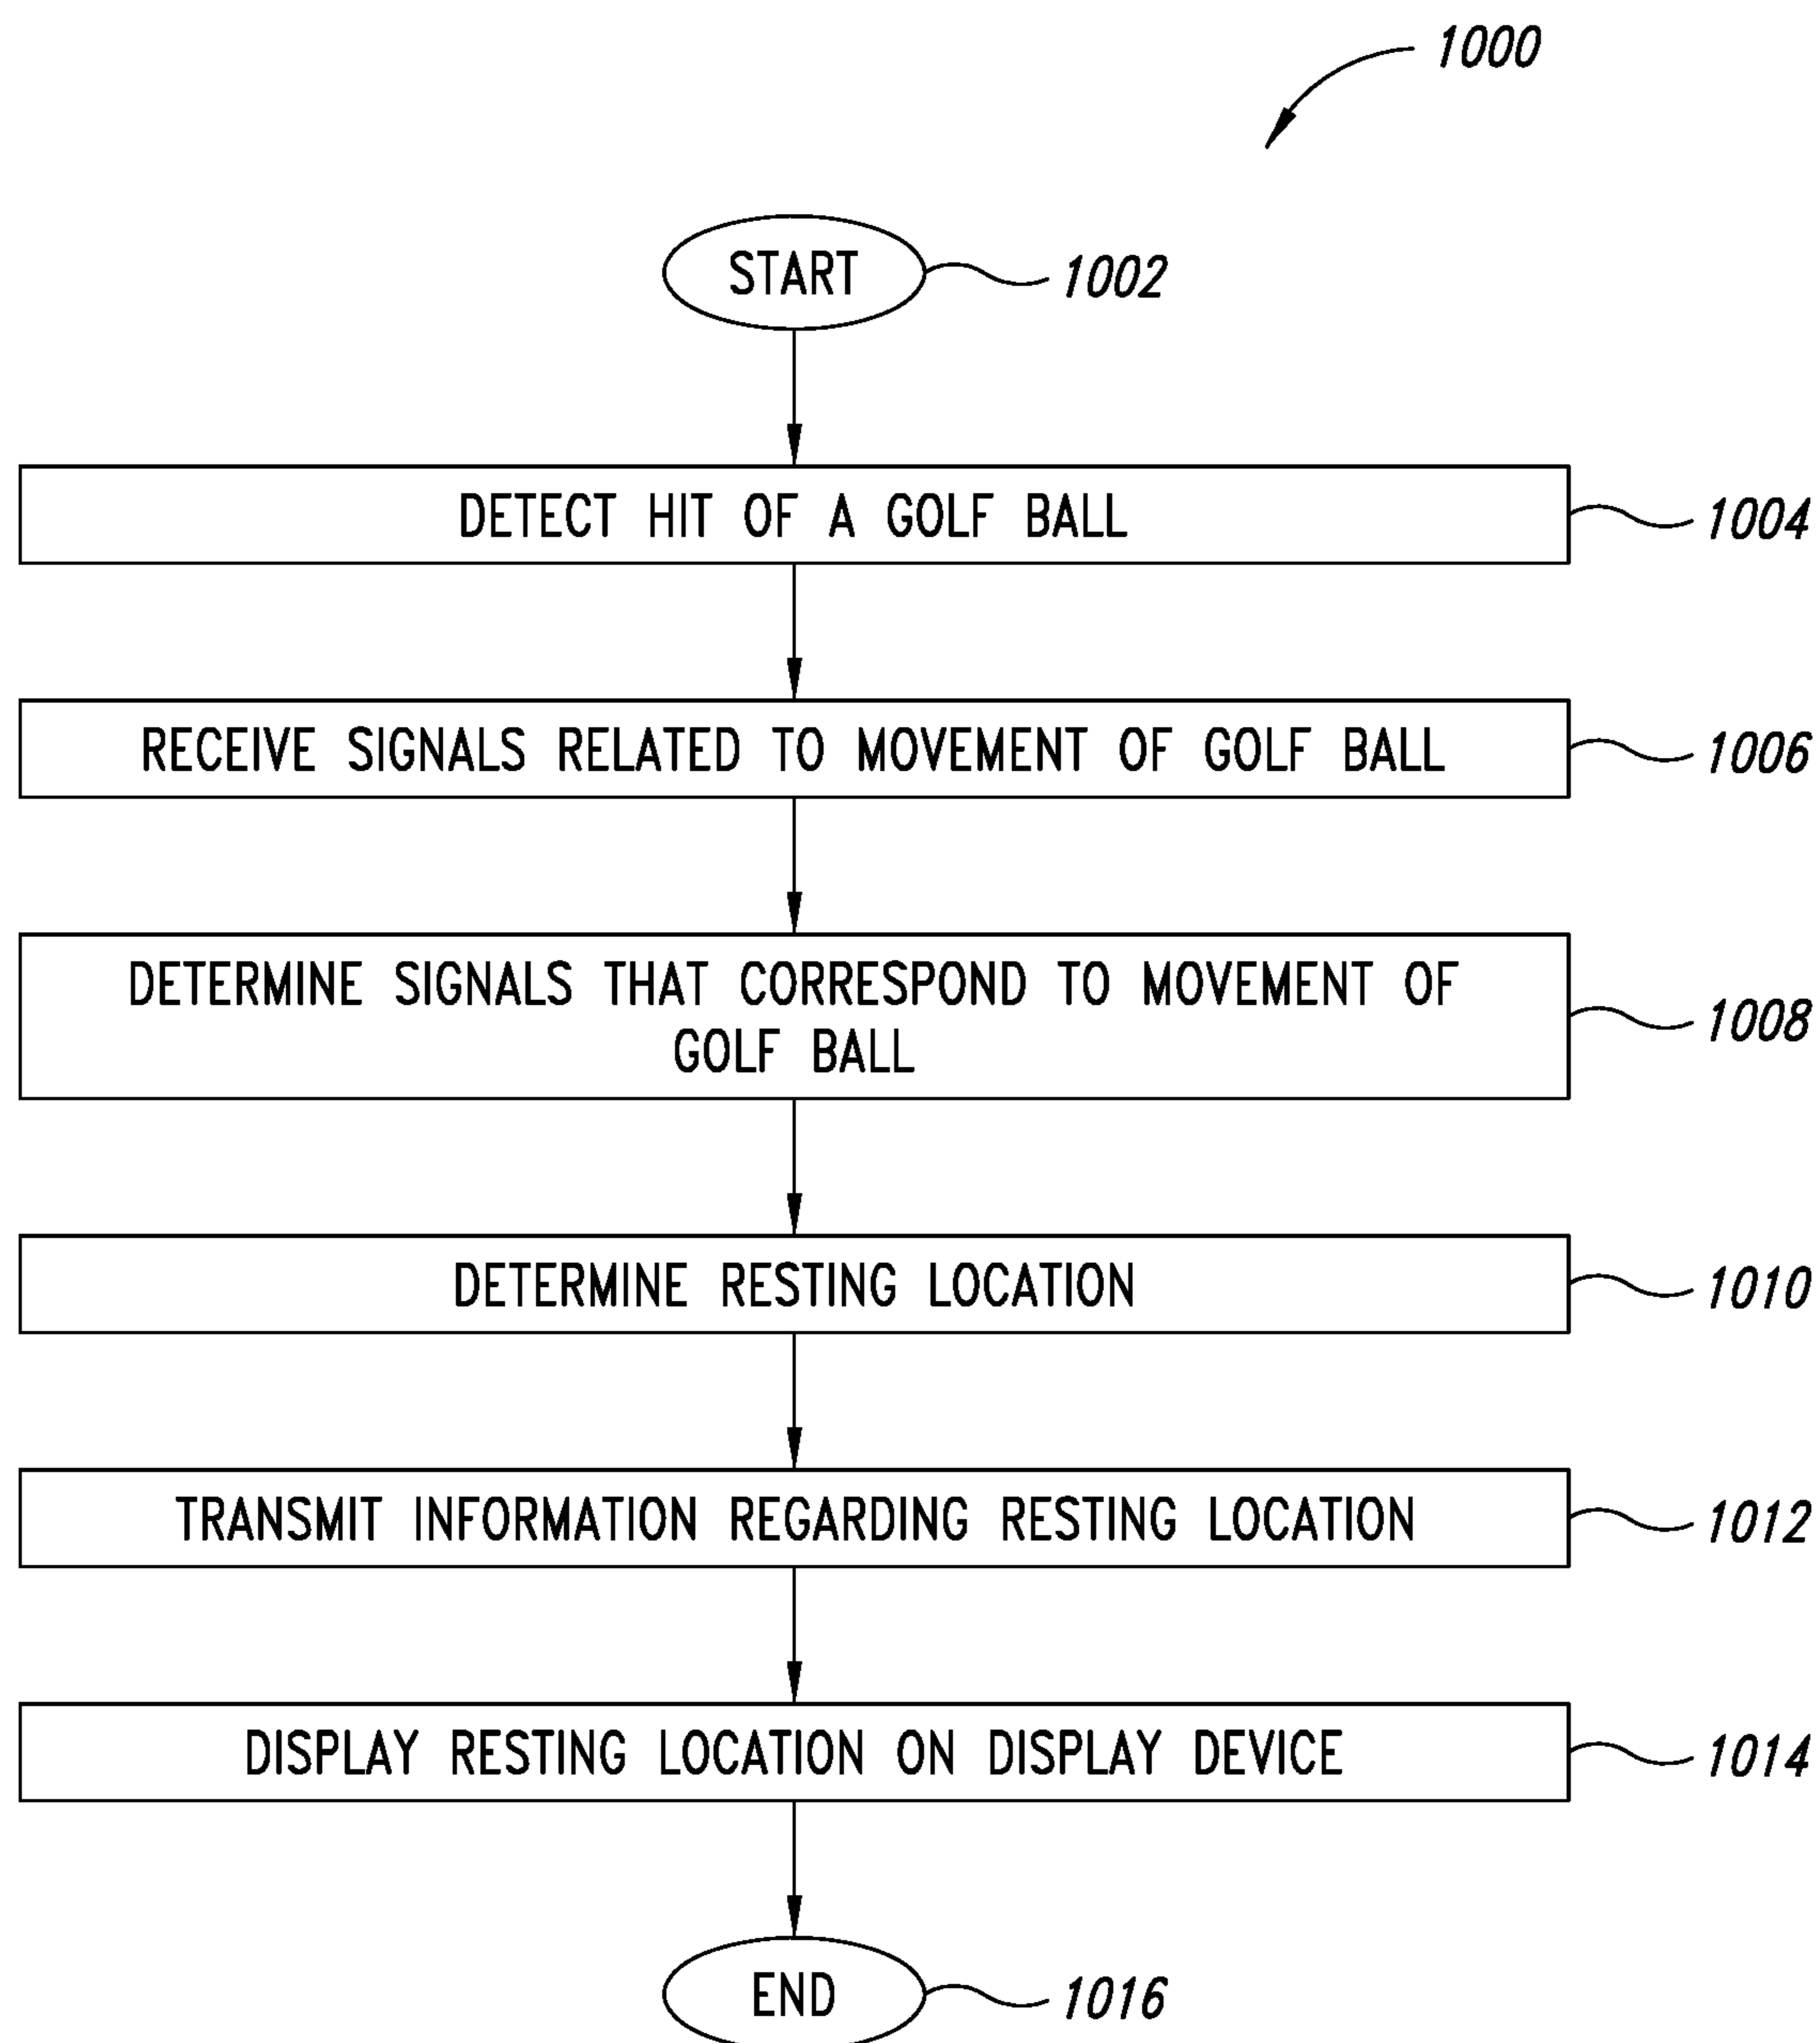 1000
START
1002
DETECT HIT OF A GOLF BALL
1004
RECEIVE SIGNALS RELATED TO MOVEMENT OF GOLF BALL
1006
DETERMINE SIGNALS THAT CORRESPOND TO MOVEMENT OF
GOLF BALL
1008
DETERMINE RESTING LOCATION
1010
TRANSMIT INFORMATION REGARDING RESTING LOCATION
1012
DISPLAY RESTING LOCATION ON DISPLAY DEVICE
1014
END
1016